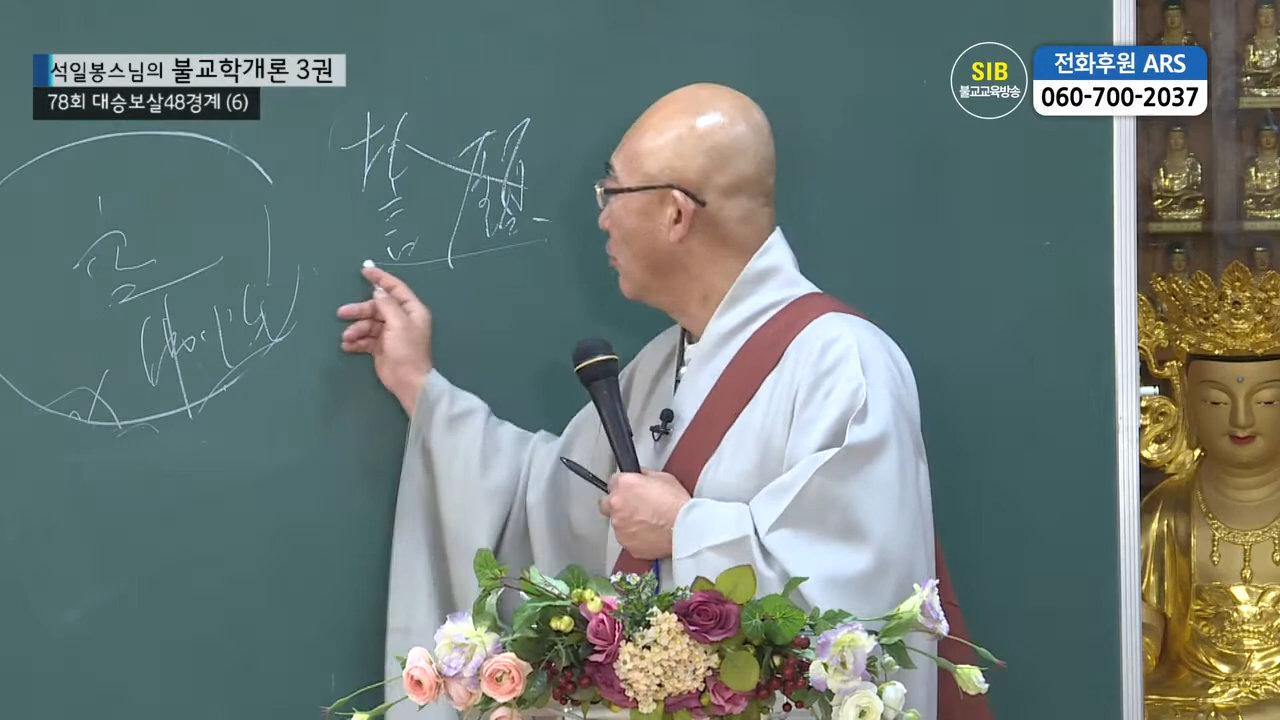 석일봉스님의 불교학개론 3권
78회 대승보살48경계 (6)
SIB
불교교육방송
전화후원 ARS
060-700-2037
공